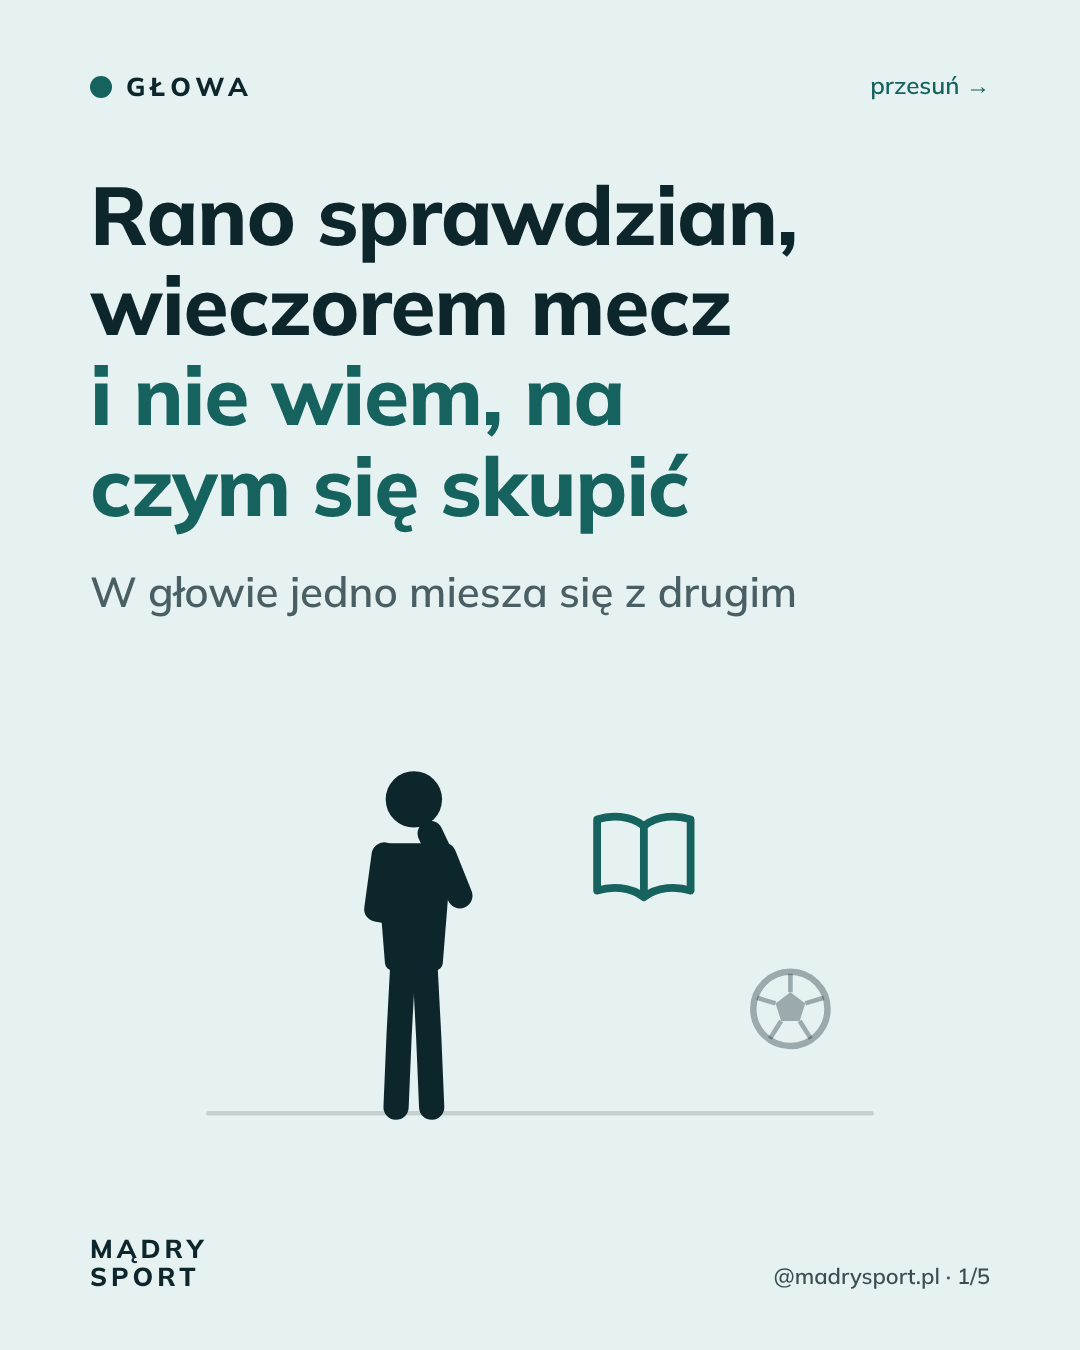 GŁOWA
przesuń →
Rano sprawdzian,
wieczorem mecz
i nie wiem, na
czym się skupić
W głowie jedno miesza się z drugim
MĄDRY
SPORT
@madrysport.pl · 1/5